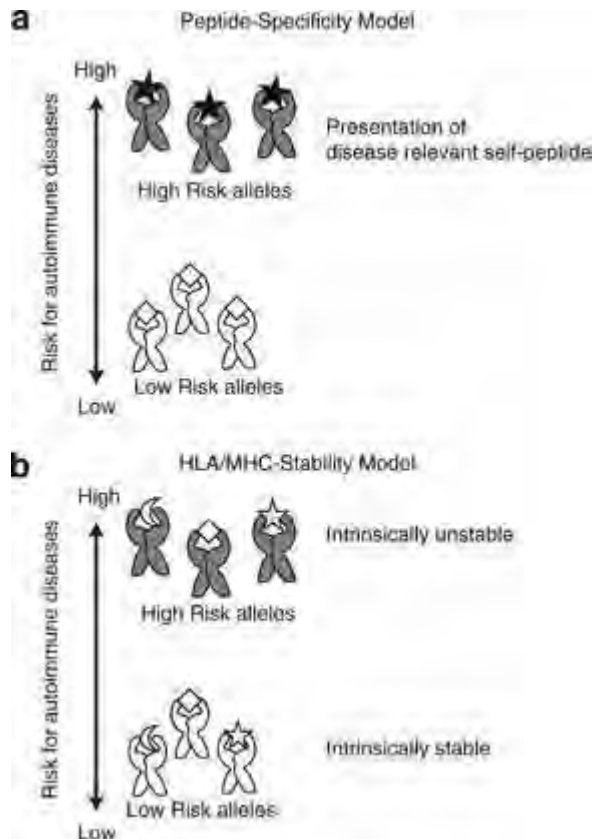 a
Peptide-Specificity Model
High
Risk for autoimmune diseases
Presentation of
disease relevant self-peptide
High Risk alleles
Low Risk alleles
Low
b
HLA/MHC-Stability Model
High
Risk for autoimmune diseases
Intrinsically unstable
High Risk alleles
Intrinsically stable
Low Risk alleles
Low